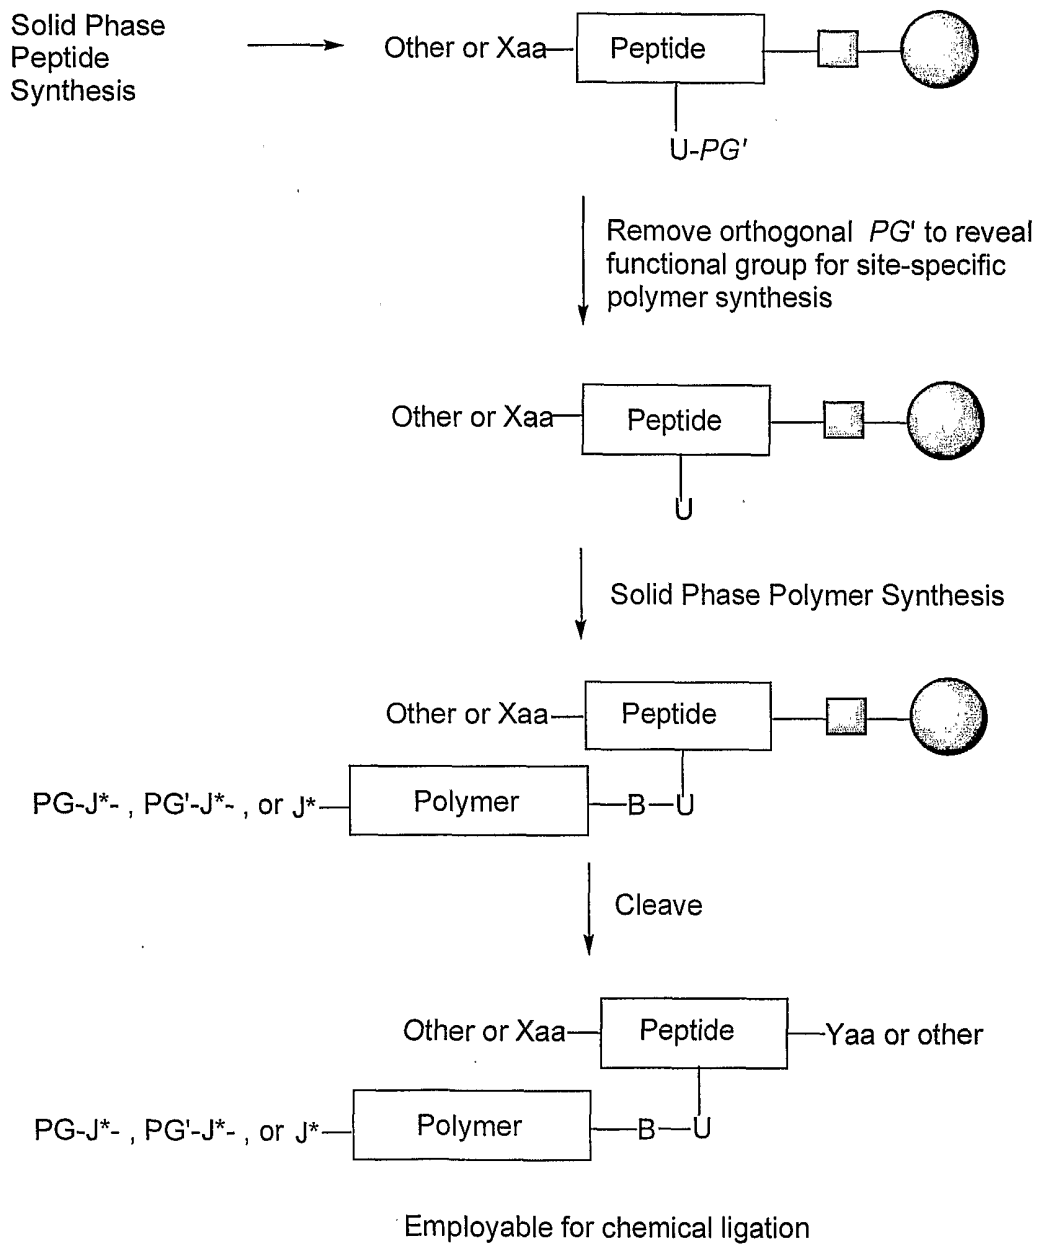 Solid Phase
Peptide
Synthesis
Other or Xaa
Peptide
U-PG'
Remove orthogonal PG' to reveal
functional group for site-specific
polymer synthesis
Other or Xaa
Peptide
U
Solid Phase Polymer Synthesis
Other or Xaa
Peptide
PG-J*- , PG'-J*- , or J*
Polymer
B
U
Cleave
Other or Xaa
Peptide
Yaa or other
PG-J*- , PG'-J*- , or J*
Polymer
B
U
Employable for chemical ligation